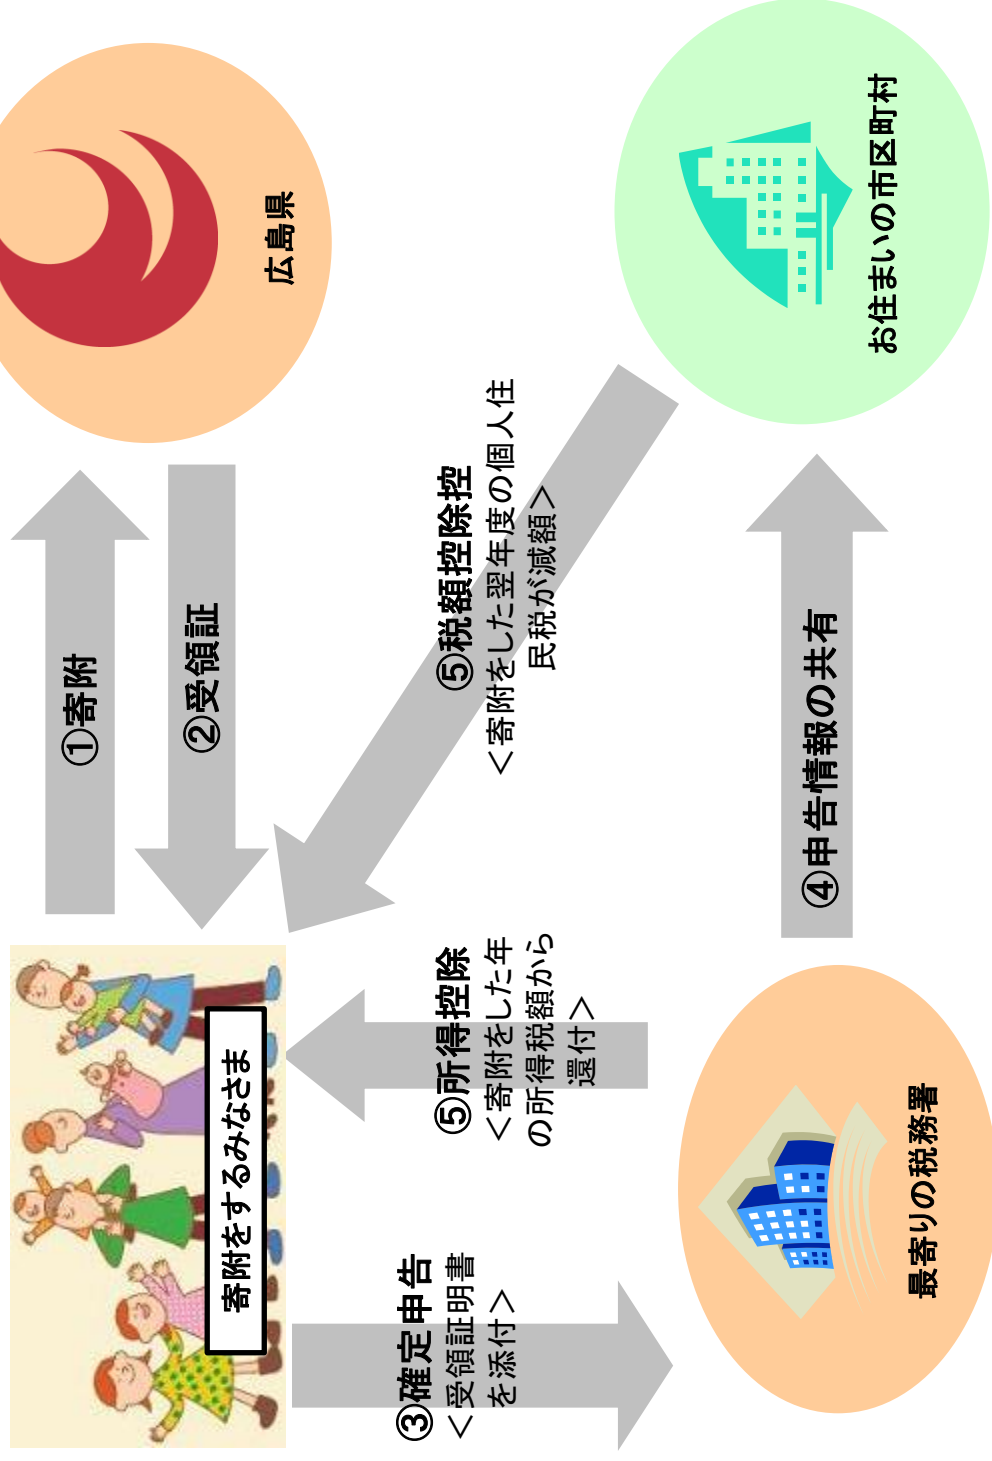 ①寄附
②受領証
広島県
寄附をするみなさま
⑤税額控除控
＜寄附をした翌年度の個人住
民税が減額＞
お住まいの市区町村
③確定申告
＜受領証明書
を添付＞
⑤所得控除
＜寄附をした年
の所得税額から
還付＞
④申告情報の共有
最寄りの税務署